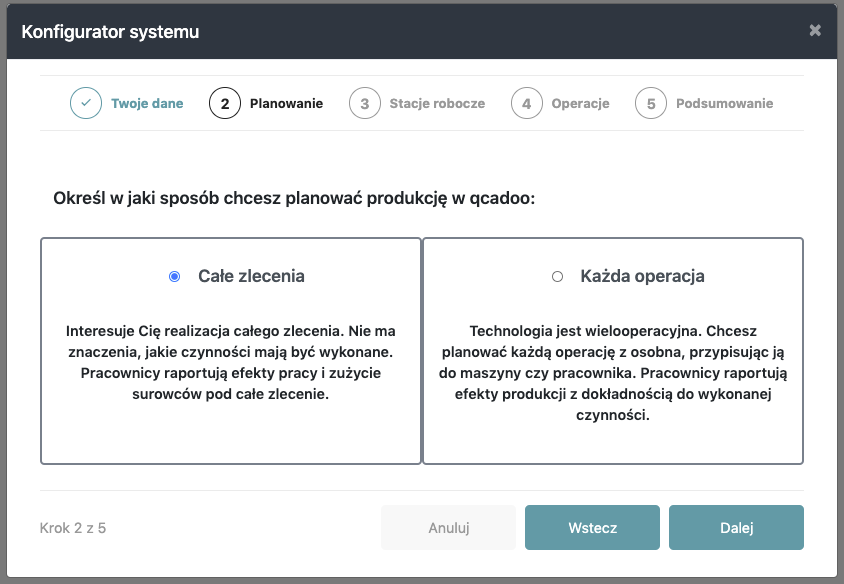 Konfigurator systemu
Twoje dane
2 Planowanie
3 Stacje robocze
4 Operacje
5 Podsumowanie
Określ w jaki sposób chcesz planować produkcję w qcadoo:
Całe zlecenia
Interesuje Cię realizacja całego zlecenia. Nie ma
znaczenia, jakie czynności mają być wykonane.
Pracownicy raportują efekty pracy i zużycie
surowców pod całe zlecenie.
Każda operacja
Technologia jest wielooperacyjna. Chcesz
planować każdą operację z osobna, przypisując ją
do maszyny czy pracownika. Pracownicy raportują
efekty produkcji z dokładnością do wykonanej
czynności.
Krok 2 z 5
Anuluj
Wstecz
Dalej